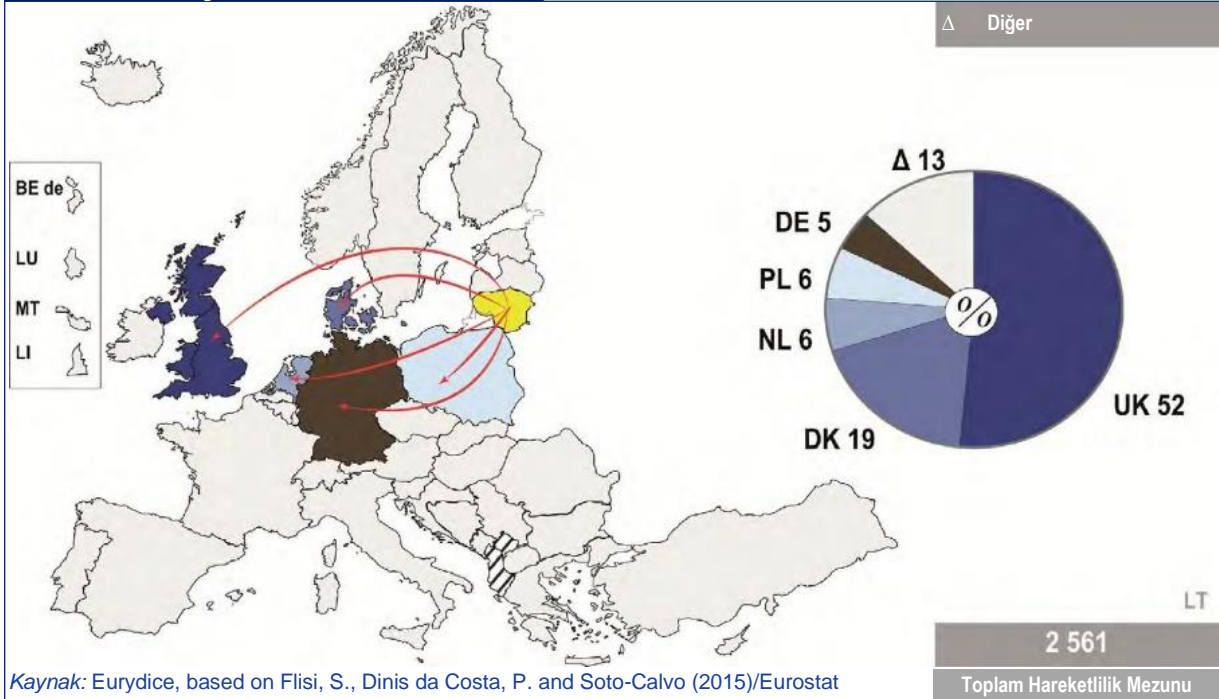 Δ Diğer
BE de
LU
MT
LI
Δ 13
DE 5
PL 6
NL 6
DK 19
UK 52
%
LT
2 561
Toplam Hareketlilik Mezunu
Kaynak: Eurydice, based on Flisi, S., Dinis da Costa, P. and Soto-Calvo (2015)/Eurostat